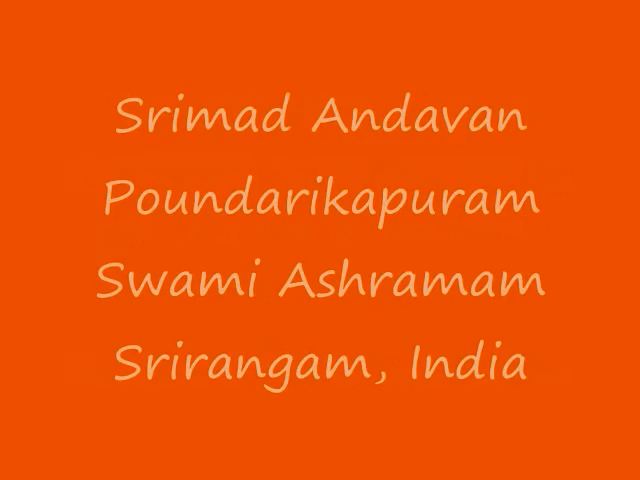 Srimad Andavan
Poundarikapuram
Swami Ashramam
Srirangam, India